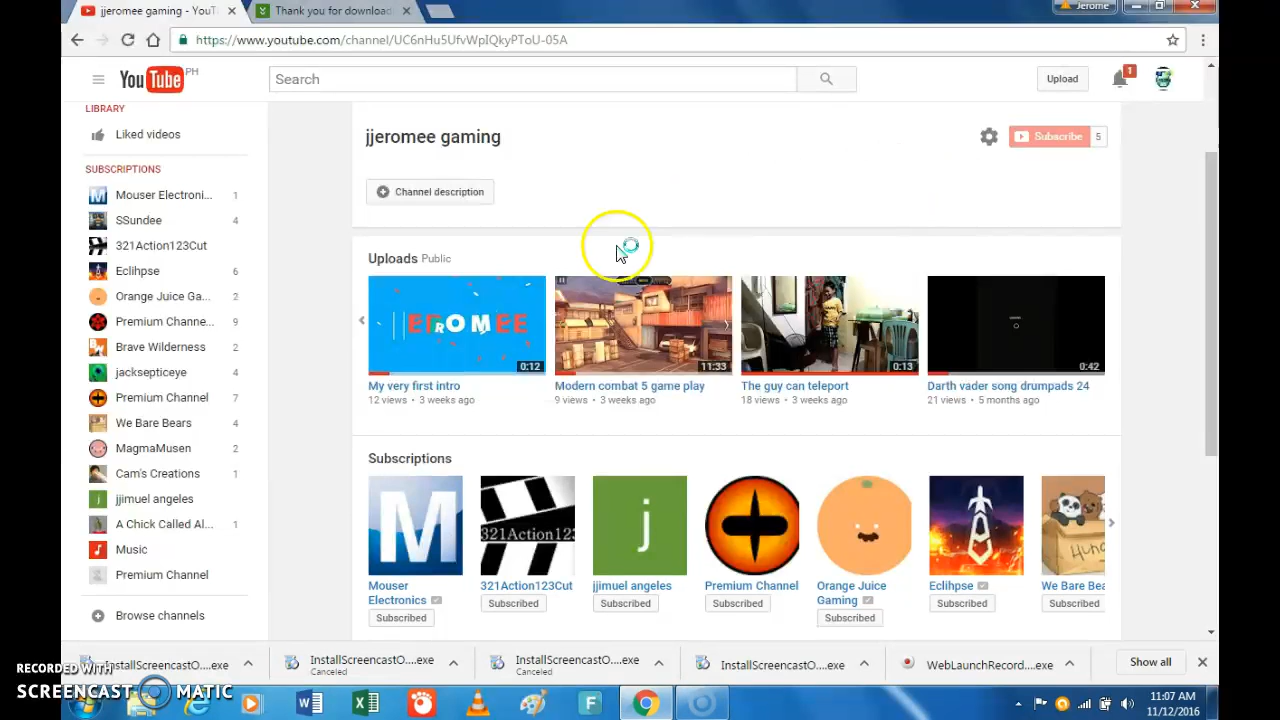 jjeromee gaming - YouT
Thank you for download
Jerome
https://www.youtube.com/channel/UC6nHu5UfvWpIQkyPToU-05A
YouTube PH
Search
Upload
1
LIBRARY
Liked videos
SUBSCRIPTIONS
Mouser Electroni... 1
SSundee 4
321Action123Cut
Eclihpse 6
Orange Juice Ga... 2
Premium Channe... 9
Brave Wilderness 2
jacksepticeye 2
Premium Channel 7
We Bare Bears 4
MagmaMusen 2
Cam's Creations 1
jjimuel angeles
A Chick Called Al... 1
Music
Premium Channel
Browse channels
jjeromee gaming
Subscribe 5
Channel description
Uploads Public
0:12
11:33
0:13
0:42
My very first intro
Modern combat 5 game play
The guy can teleport
Darth vader song drumpads 24
12 views • 3 weeks ago
9 views • 3 weeks ago
18 views • 3 weeks ago
21 views • 5 months ago
Subscriptions
M
321Action123
j
Mouser Electronics
321Action123Cut
jjimuel angeles
Premium Channel
Orange Juice Gaming
Eclihpse
We Bare Bea
Subscribed
Subscribed
Subscribed
Subscribed
Subscribed
Subscribed
Subscribed
InstallScreencastO....exe
InstallScreencastO....exe
Canceled
InstallScreencastO....exe
Canceled
InstallScreencastO....exe
WebLaunchRecord....exe
Show all
RECORDED WITH
SCREENCAST MATIC
11:07 AM
11/12/2016